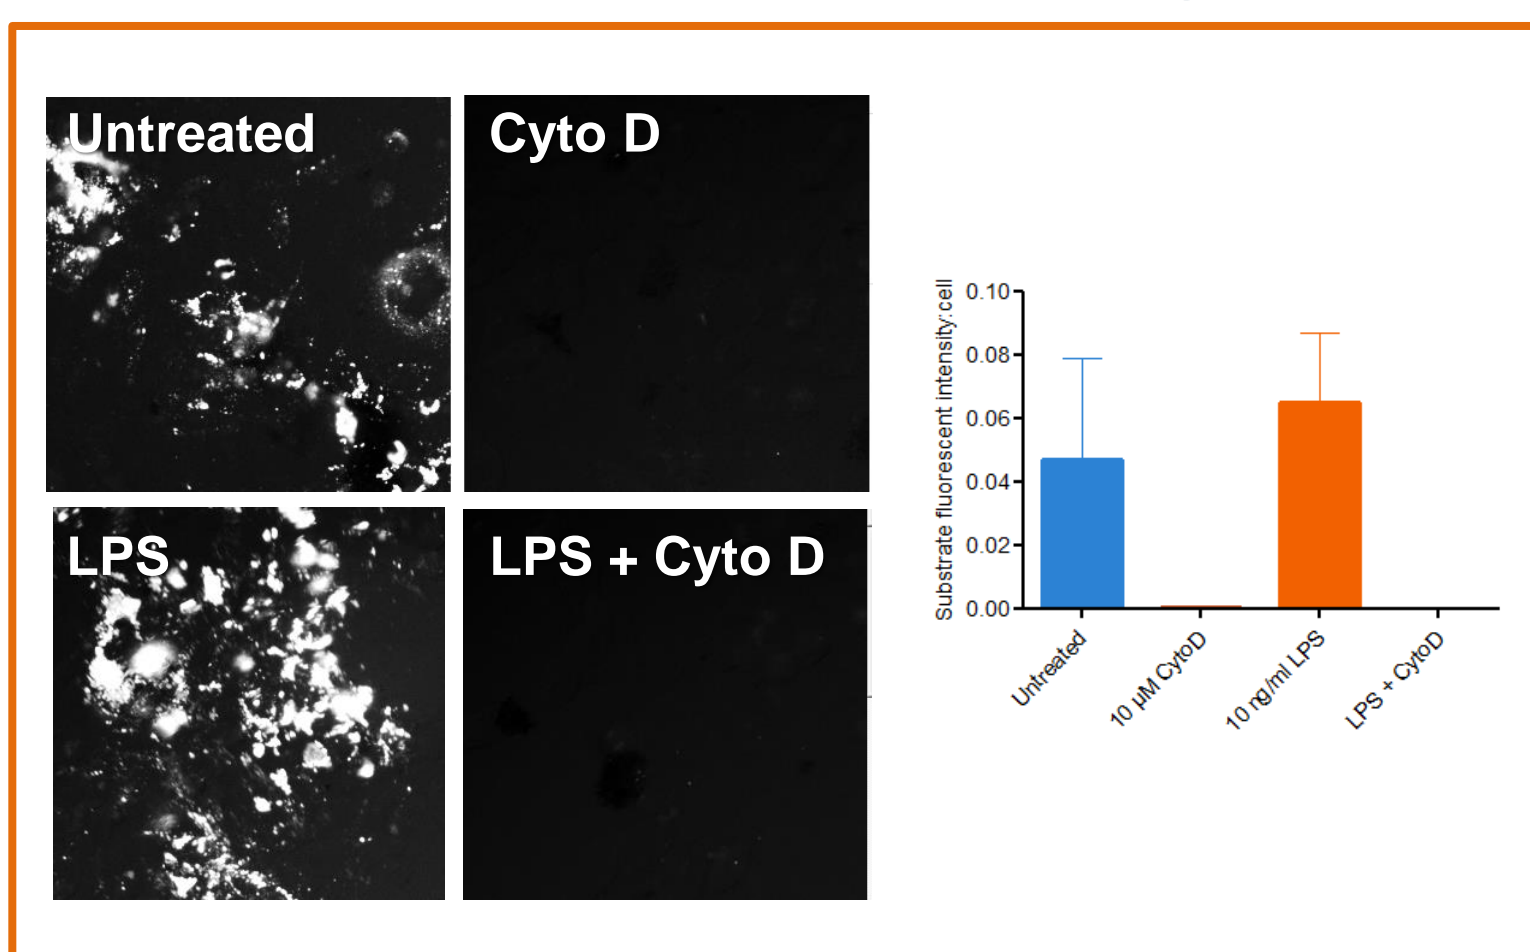 Untreated
Cyto D
LPS
LPS + Cyto D
Substrate fluorescent intensity:cell
0.10
0.08
0.06
0.04
0.02
0.00
Untreated
10 µM CytoD
10 ng/ml LPS
LPS + CytoD